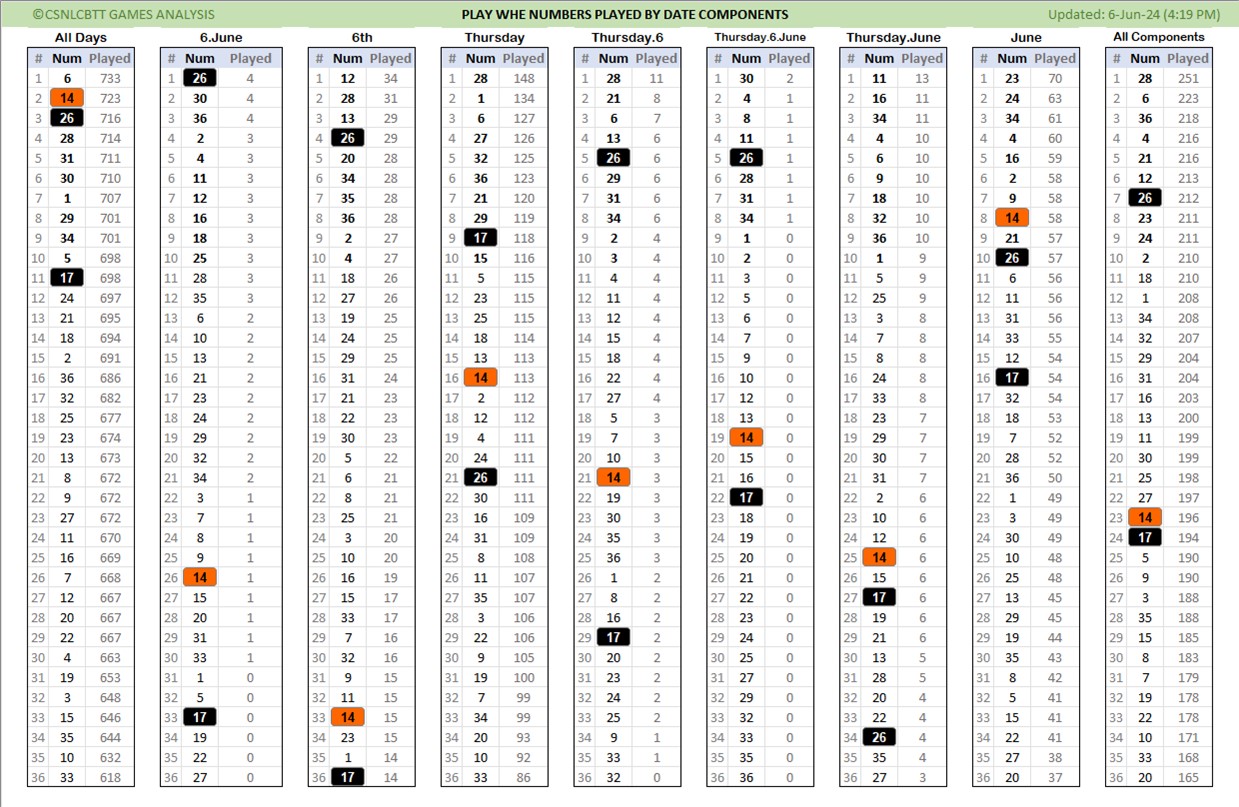 ©CSNLCBTT GAMES ANALYSIS PLAY WHE NUMBERS PLAYED BY DATE COMPONENTS Updated: 6-Jun-24 (4:19 PM)
All Days 6.June 6th Thursday Thursday.6 Thursday.6.June Thursday.June June All Components
# Num Played # Num Played # Num Played # Num Played # Num Played # Num Played # Num Played # Num Played # Num Played
1 6 733 1 26 4 1 12 34 1 28 148 1 28 11 1 30 2 1 11 13 1 23 70 1 28 251
2 14 723 2 30 4 2 28 31 2 1 134 2 21 8 2 4 1 2 16 11 2 24 63 2 6 223
3 26 716 3 36 4 3 13 29 3 6 127 3 6 7 3 8 1 3 34 11 3 34 61 3 36 218
4 28 714 4 2 3 4 26 29 4 27 126 4 13 6 4 11 1 4 4 10 4 4 60 4 4 216
5 31 711 5 4 3 5 20 28 5 32 125 5 26 6 5 26 1 5 6 10 5 16 59 5 21 216
6 30 710 6 11 3 6 34 28 6 36 123 6 29 6 6 28 1 6 9 10 6 2 58 6 12 213
7 1 707 7 12 3 7 35 28 7 21 120 7 31 6 7 31 1 7 18 10 7 9 58 7 26 212
8 29 701 8 16 3 8 36 28 8 29 119 8 34 6 8 34 1 8 32 10 8 14 58 8 23 211
9 34 701 9 18 3 9 2 27 9 17 118 9 2 4 9 1 0 9 36 10 9 21 57 9 24 211
10 5 698 10 25 3 10 4 27 10 15 116 10 3 4 10 2 0 10 1 9 10 26 57 10 2 210
11 17 698 11 28 3 11 18 26 11 5 115 11 4 4 11 3 0 11 5 9 11 6 56 11 18 210
12 24 697 12 35 3 12 27 26 12 23 115 12 11 4 12 5 0 12 25 9 12 11 56 12 1 208
13 21 695 13 6 2 13 19 25 13 25 115 13 12 4 13 6 0 13 3 8 13 31 56 13 34 208
14 18 694 14 10 2 14 24 25 14 18 114 14 15 4 14 7 0 14 7 8 14 33 55 14 32 207
15 2 691 15 13 2 15 29 25 15 13 113 15 18 4 15 9 0 15 8 8 15 12 54 15 29 204
16 36 686 16 21 2 16 31 24 16 14 113 16 22 4 16 10 0 16 24 8 16 17 54 16 31 204
17 32 682 17 23 2 17 21 23 17 2 112 17 27 4 17 12 0 17 33 8 17 32 54 17 16 203
18 25 677 18 24 2 18 22 23 18 12 112 18 5 3 18 13 0 18 23 7 18 18 53 18 13 200
19 23 674 19 29 2 19 30 23 19 4 111 19 7 3 19 14 0 19 29 7 19 7 52 19 11 199
20 13 673 20 32 2 20 5 22 20 24 111 20 10 3 20 15 0 20 30 7 20 28 52 20 30 199
21 8 672 21 34 2 21 6 21 21 26 111 21 14 3 21 16 0 21 31 7 21 36 50 21 25 198
22 9 672 22 3 1 22 8 21 22 30 111 22 19 3 22 17 0 22 2 6 22 1 49 22 27 197
23 27 672 23 7 1 23 25 21 23 16 109 23 30 3 23 18 0 23 10 6 23 3 49 23 14 196
24 11 670 24 8 1 24 3 20 24 31 109 24 35 3 24 19 0 24 12 6 24 30 49 24 17 194
25 16 669 25 9 1 25 10 20 25 8 108 25 36 3 25 20 0 25 14 6 25 10 48 25 5 190
26 7 668 26 14 1 26 16 19 26 11 107 26 1 2 26 21 0 26 15 6 26 25 48 26 9 190
27 12 667 27 15 1 27 15 17 27 35 107 27 8 2 27 22 0 27 17 6 27 13 45 27 3 188
28 20 667 28 20 1 28 33 17 28 3 106 28 16 2 28 23 0 28 19 6 28 29 45 28 35 188
29 22 667 29 31 1 29 7 16 29 22 106 29 17 2 29 24 0 29 21 6 29 19 44 29 15 185
30 4 663 30 33 1 30 32 16 30 9 105 30 20 2 30 25 0 30 13 5 30 35 43 30 8 183
31 19 653 31 1 0 31 9 15 31 19 100 31 23 2 31 27 0 31 28 5 31 8 42 31 7 179
32 3 648 32 5 0 32 11 15 32 7 99 32 24 2 32 29 0 32 20 4 32 5 41 32 19 178
33 15 646 33 17 0 33 14 15 33 34 99 33 25 2 33 32 0 33 22 4 33 15 41 33 22 178
34 35 644 34 19 0 34 23 15 34 20 93 34 9 1 34 33 0 34 26 4 34 22 41 34 10 171
35 10 632 35 22 0 35 1 14 35 10 92 35 33 1 35 35 0 35 35 4 35 27 38 35 33 168
36 33 618 36 27 0 36 17 14 36 33 86 36 32 0 36 36 0 36 27 3 36 20 37 36 20 165